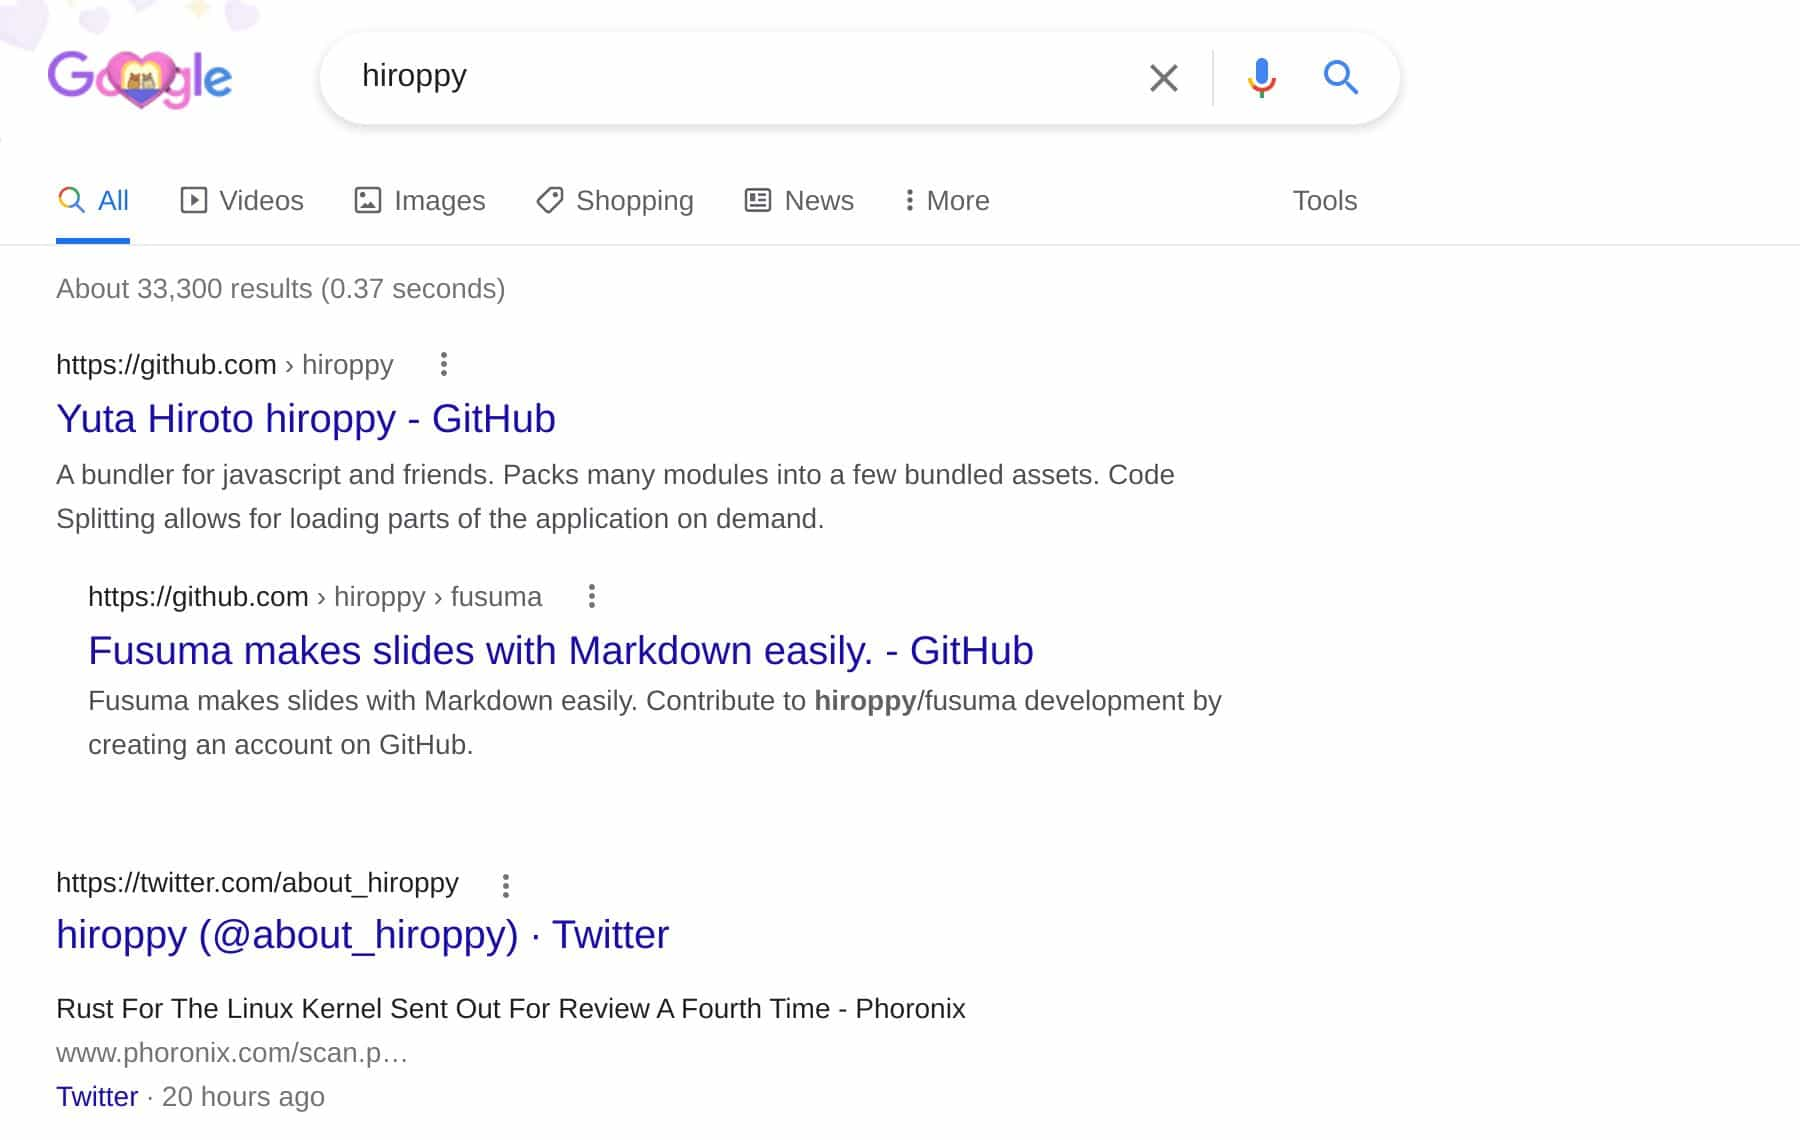 Google
hiroppy
All Videos Images Shopping News More Tools
About 33,300 results (0.37 seconds)
https://github.com › hiroppy
Yuta Hiroto hiroppy - GitHub
A bundler for javascript and friends. Packs many modules into a few bundled assets. Code
Splitting allows for loading parts of the application on demand.
https://github.com › hiroppy › fusuma
Fusuma makes slides with Markdown easily. - GitHub
Fusuma makes slides with Markdown easily. Contribute to hiroppy/fusuma development by
creating an account on GitHub.
https://twitter.com/about_hiroppy
hiroppy (@about_hiroppy) · Twitter
Rust For The Linux Kernel Sent Out For Review A Fourth Time - Phoronix
www.phoronix.com/scan.p…
Twitter · 20 hours ago